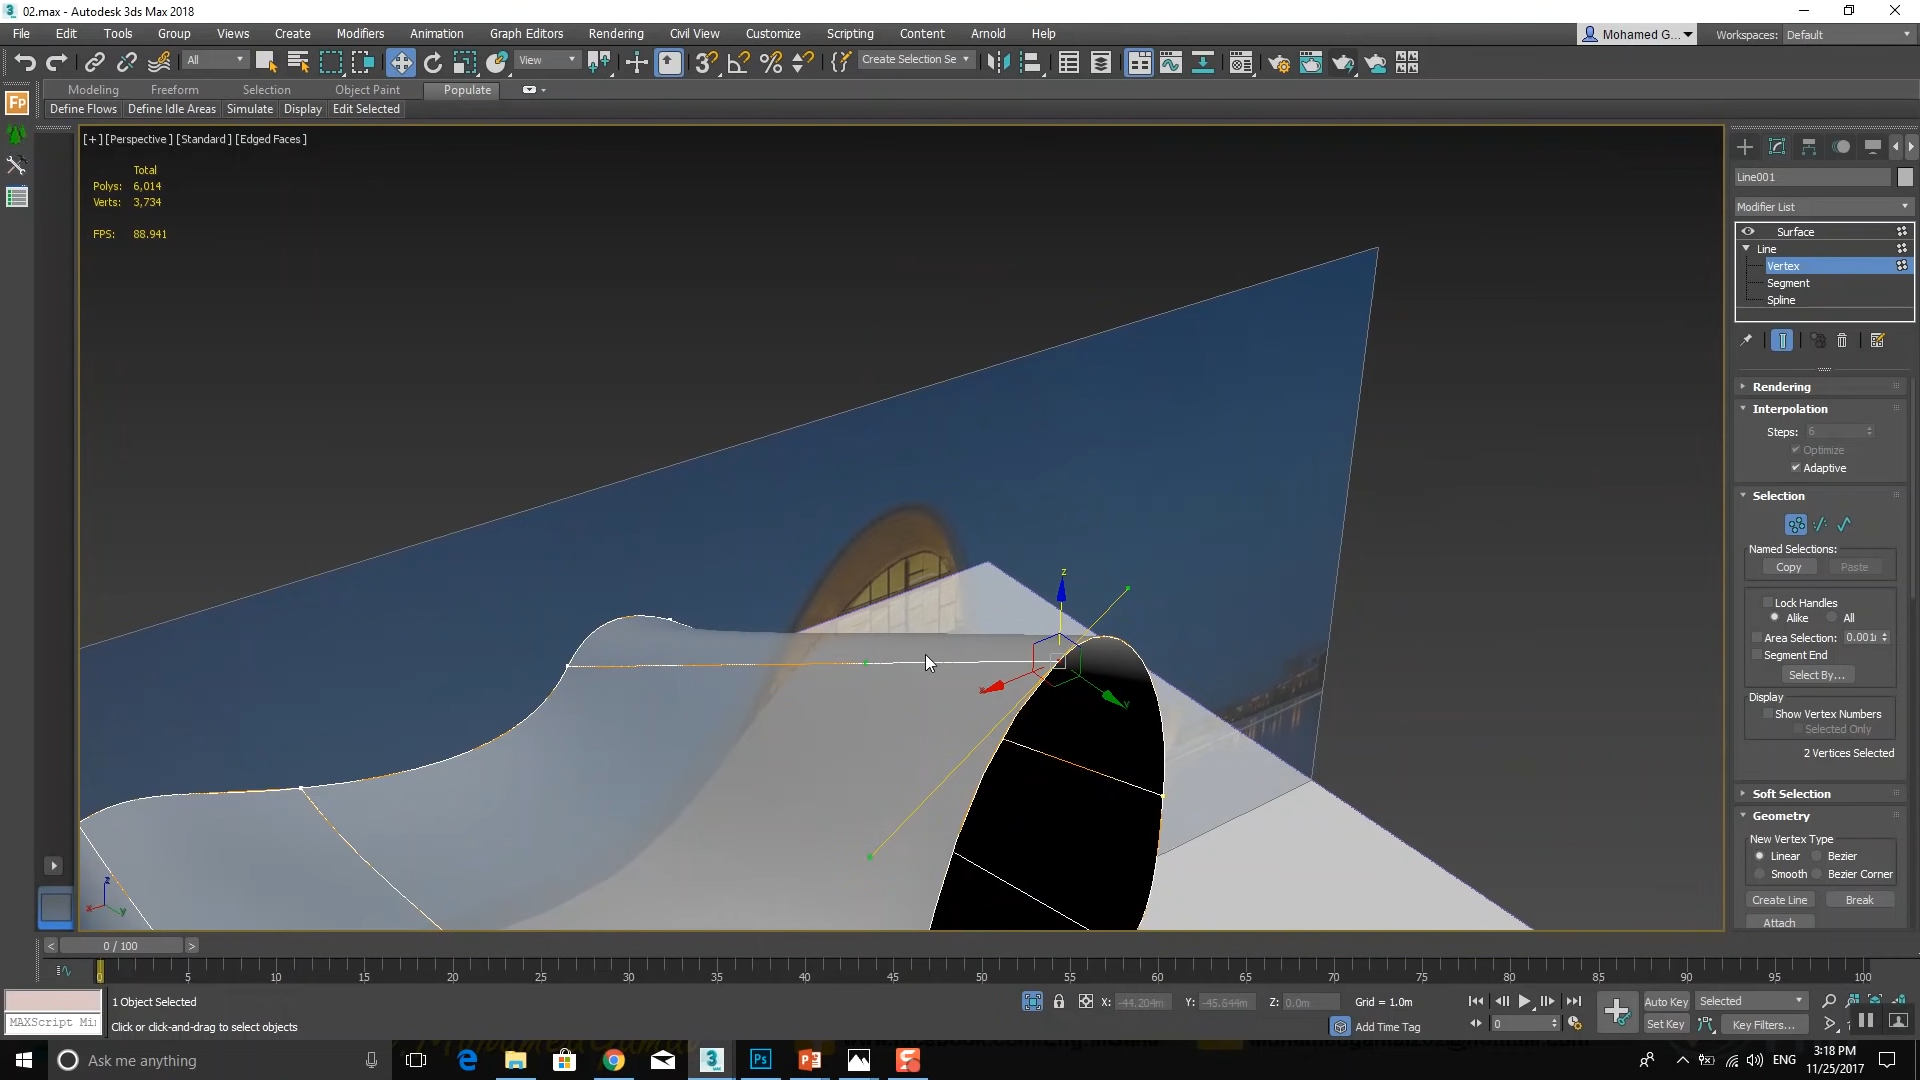 02.max - Autodesk 3ds Max 2018
File Edit Tools Group Views Create Modifiers Animation Graph Editors Rendering Civil View Customize Scripting Content Arnold Help
Mohamed G... Workspaces: Default
All View Create Selection Se
Modeling Freeform Selection Object Paint Populate
Define Flows Define Idle Areas Simulate Display Edit Selected
Fp
[+] [Perspective] [Standard] [Edged Faces]
Total
Polys: 6,014
Verts: 3,734
FPS: 88.941
Line001
Modifier List
Surface
Line
Vertex
Segment
Spline
Rendering
Interpolation
Steps: 6
Optimize
Adaptive
Selection
Named Selections:
Copy Paste
Lock Handles
Alike All
Area Selection: 0.001
Segment End
Select By...
Display
Show Vertex Numbers
Selected Only
2 Vertices Selected
Soft Selection
Geometry
New Vertex Type
Linear Bezier
Smooth Bezier Corner
Create Line Break
Attach
z
x
y
z
x
y
< 0 / 100 >
0 5 10 15 20 25 30 35 40 45 50 55 60 65 70 75 80 85 90 95 100
1 Object Selected
X: -44.204m Y: -45.644m Z: 0.0m Grid = 1.0m
Auto Key Selected
MAXScript Mi
Click or click-and-drag to select objects
Add Time Tag
0
Set Key Key Filters...
Ask me anything
Ps
ENG
3:18 PM
11/25/2017